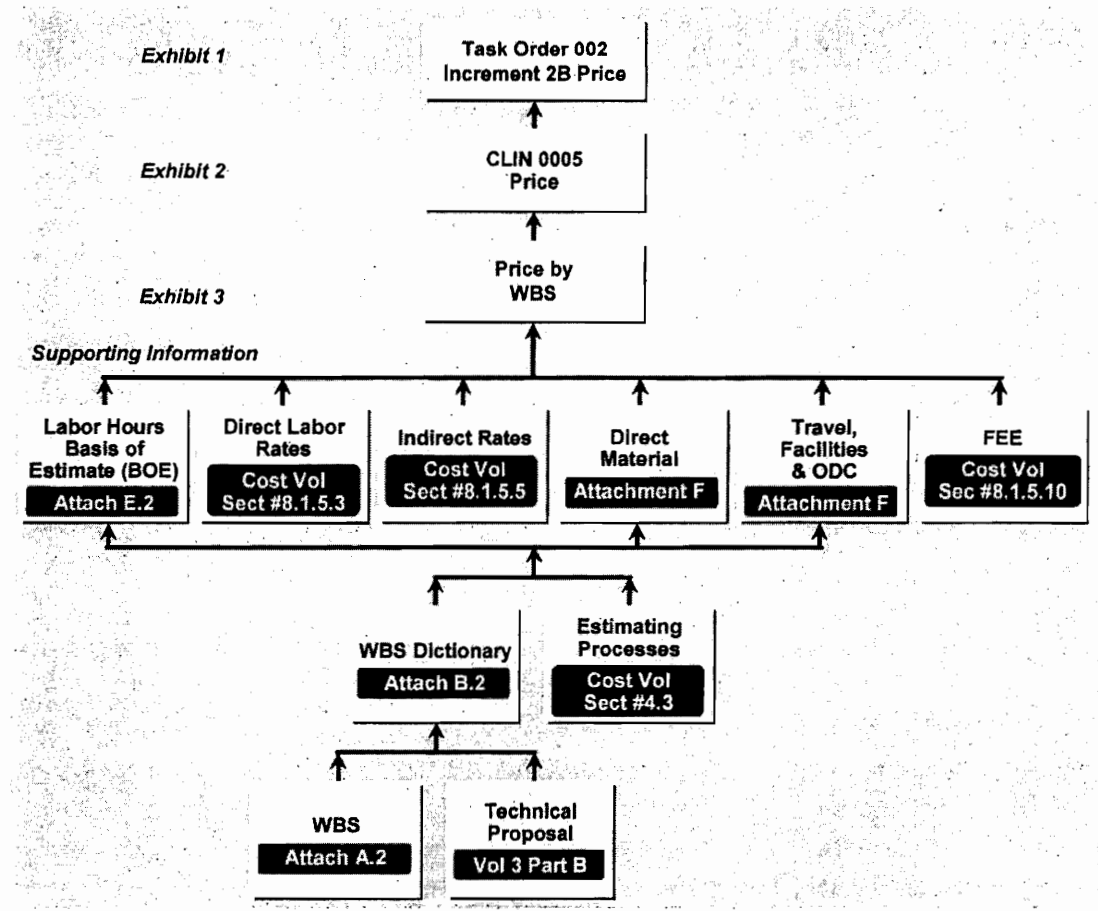 Exhibit 1
Task Order 002
Increment 2B Price
Exhibit 2
CLIN 0005
Price
Exhibit 3
Price by
WBS
Supporting Information
Labor Hours
Basis of
Estimate (BOE)
Attach E.2
Direct Labor
Rates
Cost Vol
Sect #8.1.5.3
Indirect Rates
Cost Vol
Sect #8.1.5.5
Direct
Material
Attachment F
Travel,
Facilities
& ODC
Attachment F
FEE
Cost Vol
Sec #8.1.5.10
WBS Dictionary
Attach B.2
Estimating
Processes
Cost Vol
Sect #4.3
WBS
Attach A.2
Technical
Proposal
Vol 3 Part B